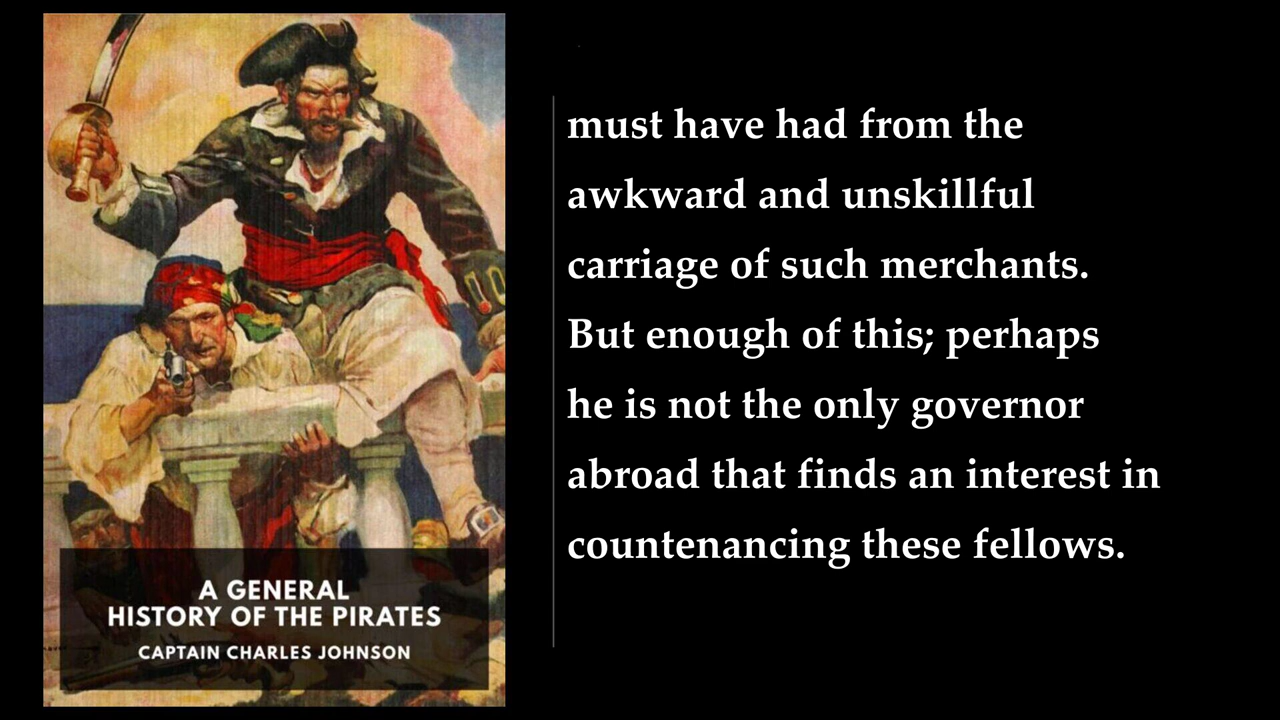 A GENERAL
HISTORY OF THE PIRATES
CAPTAIN CHARLES JOHNSON
must have had from the
awkward and unskillful
carriage of such merchants.
But enough of this; perhaps
he is not the only governor
abroad that finds an interest in
countenancing these fellows.